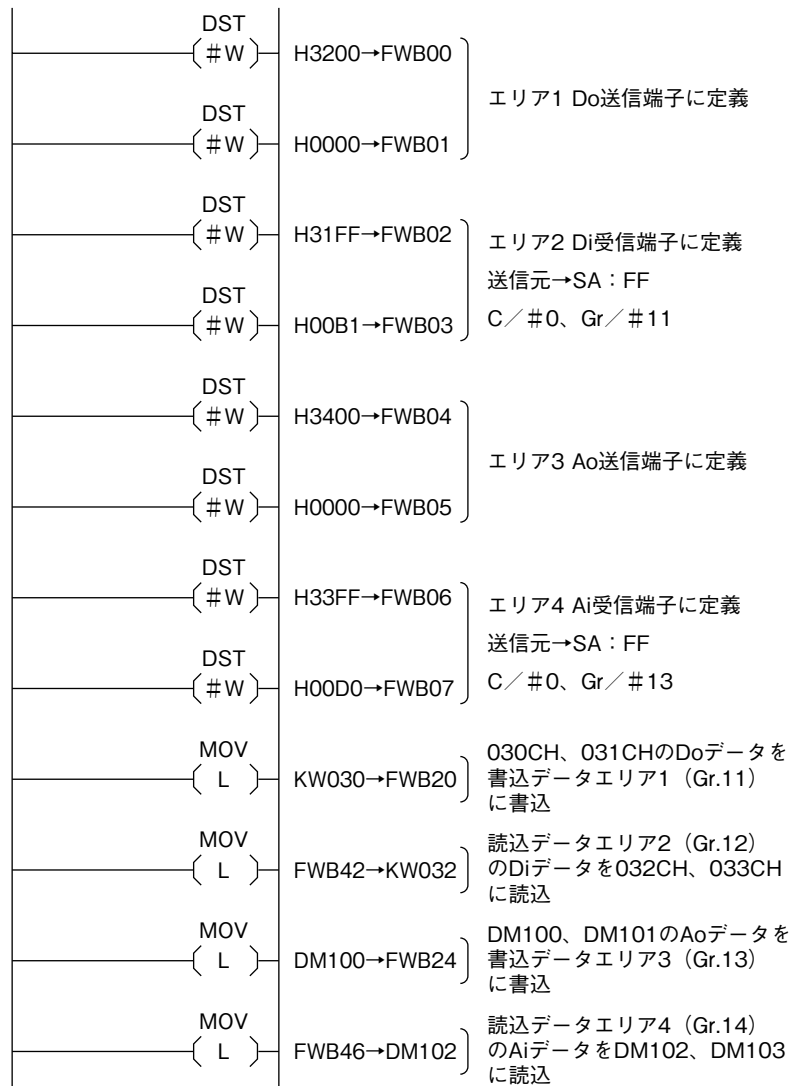 DST
(#W) H3200→FWB00
エリア1 Do送信端子に定義
DST
(#W) H0000→FWB01
DST
(#W) H31FF→FWB02
エリア2 Di受信端子に定義
送信元→SA：FF
DST
(#W) H00B1→FWB03
C／#0、Gr／#11
DST
(#W) H3400→FWB04
エリア3 Ao送信端子に定義
DST
(#W) H0000→FWB05
DST
(#W) H33FF→FWB06
エリア4 Ai受信端子に定義
送信元→SA：FF
DST
(#W) H00D0→FWB07
C／#0、Gr／#13
MOV
(L) KW030→FWB20
030CH、031CHのDoデータを
書込データエリア1（Gr.11）
に書込
MOV
(L) FWB42→KW032
読込データエリア2（Gr.12）
のDiデータを032CH、033CH
に読込
MOV
(L) DM100→FWB24
DM100、DM101のAoデータを
書込データエリア3（Gr.13）
に書込
MOV
(L) FWB46→DM102
読込データエリア4（Gr.14）
のAiデータをDM102、DM103
に読込